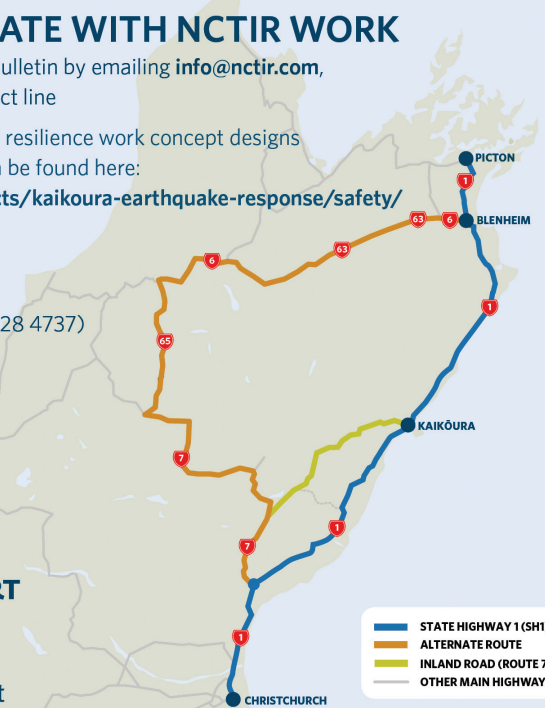 ATE WITH NCTIR WORK
ulletin by emailing info@nctir.com,
ct line
resilience work concept designs
n be found here:
cts/kaikoura-earthquake-response/safety/
28 4737)
RT
t
PICTON
1
BLENHEIM
63
6
63
6
1
65
KAIKŌURA
7
1
7
1
CHRISTCHURCH
STATE HIGHWAY 1 (SH1
ALTERNATE ROUTE
INLAND ROAD (ROUTE 7
OTHER MAIN HIGHWAY